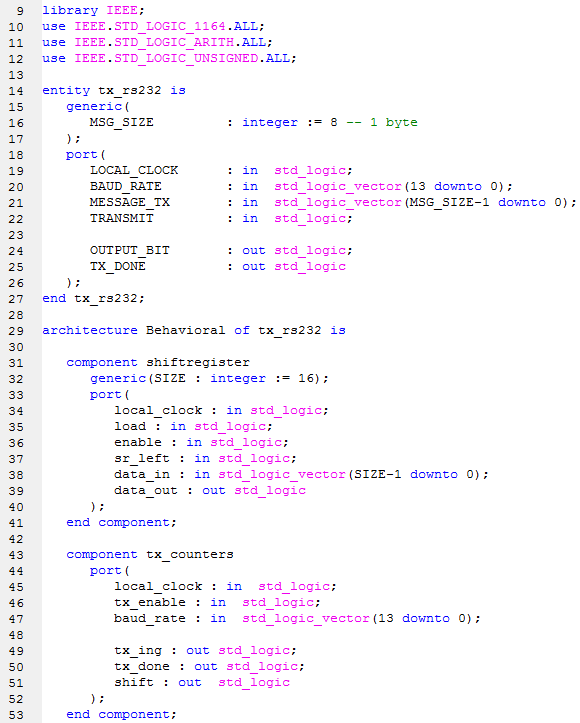 9 library IEEE;
10 use IEEE.STD_LOGIC_1164.ALL;
11 use IEEE.STD_LOGIC_ARITH.ALL;
12 use IEEE.STD_LOGIC_UNSIGNED.ALL;
13
14 entity tx_rs232 is
15 generic(
16 MSG_SIZE : integer := 8 -- 1 byte
17 );
18 port(
19 LOCAL_CLOCK : in std_logic;
20 BAUD_RATE : in std_logic_vector(13 downto 0);
21 MESSAGE_TX : in std_logic_vector(MSG_SIZE-1 downto 0);
22 TRANSMIT : in std_logic;
23
24 OUTPUT_BIT : out std_logic;
25 TX_DONE : out std_logic
26 );
27 end tx_rs232;
28
29 architecture Behavioral of tx_rs232 is
30
31 component shiftregister
32 generic(SIZE : integer := 16);
33 port(
34 local_clock : in std_logic;
35 load : in std_logic;
36 enable : in std_logic;
37 sr_left : in std_logic;
38 data_in : in std_logic_vector(SIZE-1 downto 0);
39 data_out : out std_logic
40 );
41 end component;
42
43 component tx_counters
44 port(
45 local_clock : in std_logic;
46 tx_enable : in std_logic;
47 baud_rate : in std_logic_vector(13 downto 0);
48
49 tx_ing : out std_logic;
50 tx_done : out std_logic;
51 shift : out std_logic
52 );
53 end component;